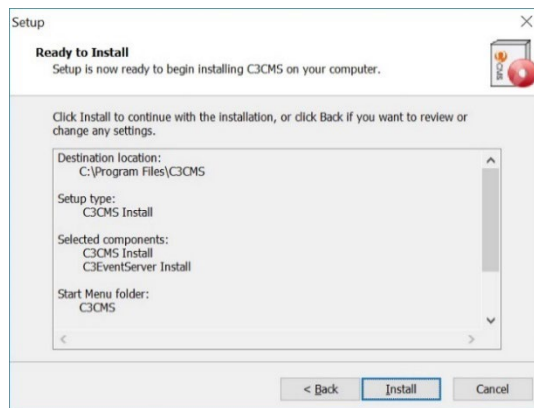 Setup
Ready to Install
Setup is now ready to begin installing C3CMS on your computer.
CMS
Click Install to continue with the installation, or click Back if you want to review or
change any settings.
Destination location:
C:\Program Files\C3CMS
Setup type:
C3CMS Install
Selected components:
C3CMS Install
C3EventServer Install
Start Menu folder:
C3CMS
< Back
Install
Cancel